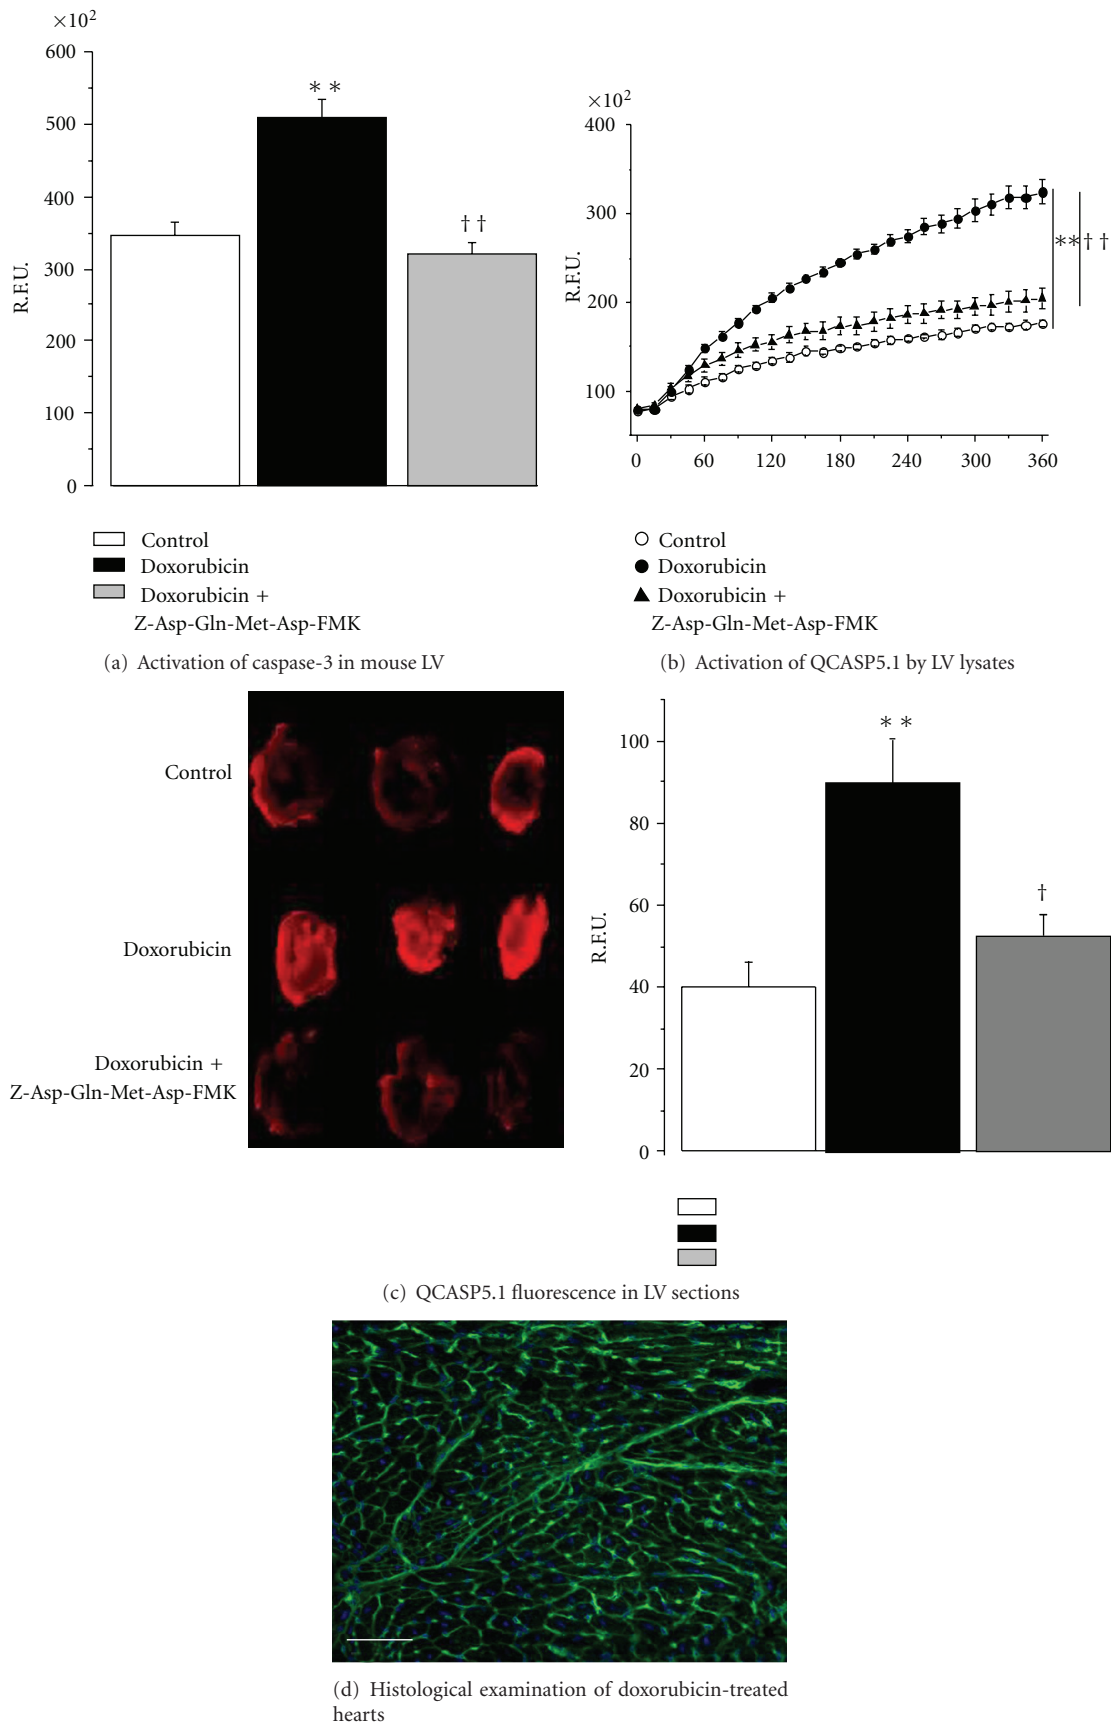 ×10²
600
500
400
300
200
100
0
R.F.U.
∗∗
††
Control
Doxorubicin
Doxorubicin +
Z-Asp-Gln-Met-Asp-FMK
(a) Activation of caspase-3 in mouse LV
×10²
400
300
200
100
R.F.U.
0 60 120 180 240 300 360
∗∗††
Control
Doxorubicin
Doxorubicin +
Z-Asp-Gln-Met-Asp-FMK
(b) Activation of QCASP5.1 by LV lysates
Control
Doxorubicin
Doxorubicin +
Z-Asp-Gln-Met-Asp-FMK
100
80
60
40
20
0
R.F.U.
∗∗
†
(c) QCASP5.1 fluorescence in LV sections
(d) Histological examination of doxorubicin-treated
hearts